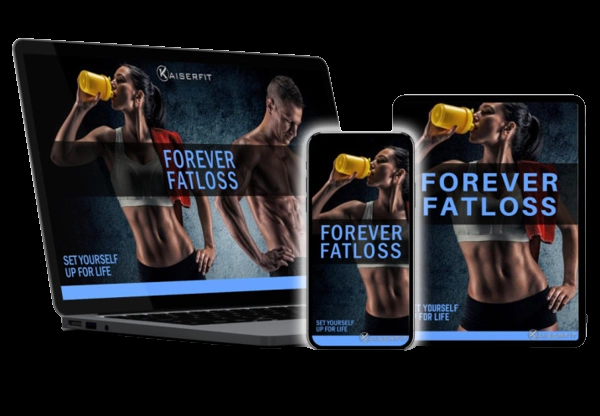 KAISERFIT
FOREVER
FATLOSS
SET YOURSELF
UP FOR LIFE
FOREVER
FATLOSS
SET YOURSELF
UP FOR LIFE
FOREVER
FATLOSS
SET YOURSELF
UP FOR LIFE